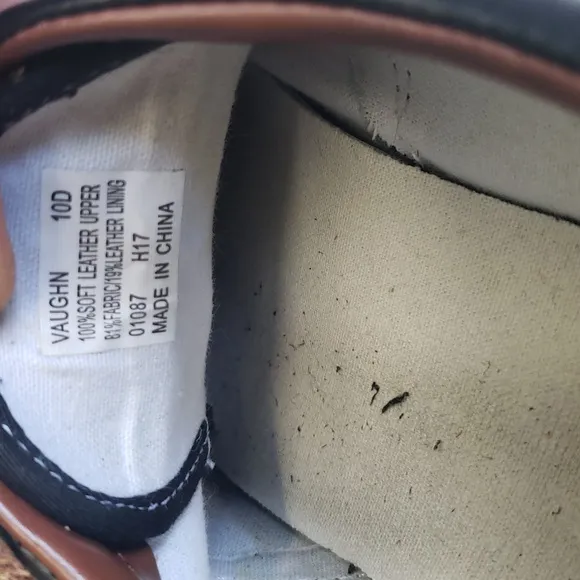 VAUGHN 10D
100%SOFT LEATHER UPPER
81%FABRIC/19%LEATHER LINING
01087 H17
MADE IN CHINA